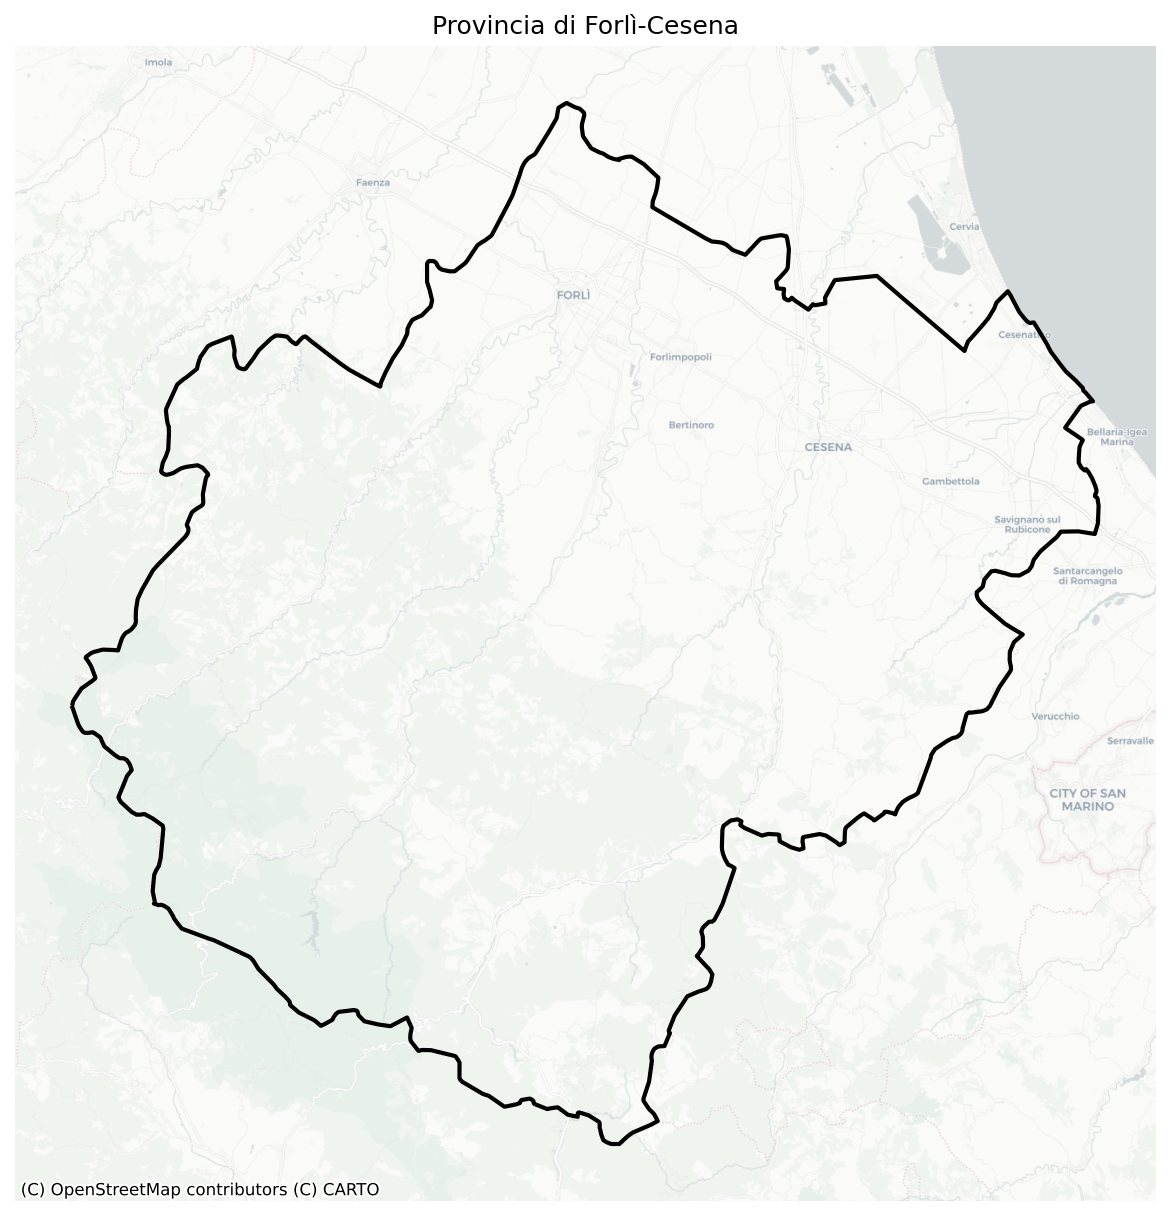 Provincia di Forlì-Cesena
Imola
Faenza
Cervia
FORLÌ
Cesenatico
Forlimpopoli
Bertinoro
Bellaria-Igea
Marina
CESENA
Gambettola
Savignano sul
Rubicone
Santarcangelo
di Romagna
Verucchio
Serravalle
CITY OF SAN
MARINO
(C) OpenStreetMap contributors (C) CARTO